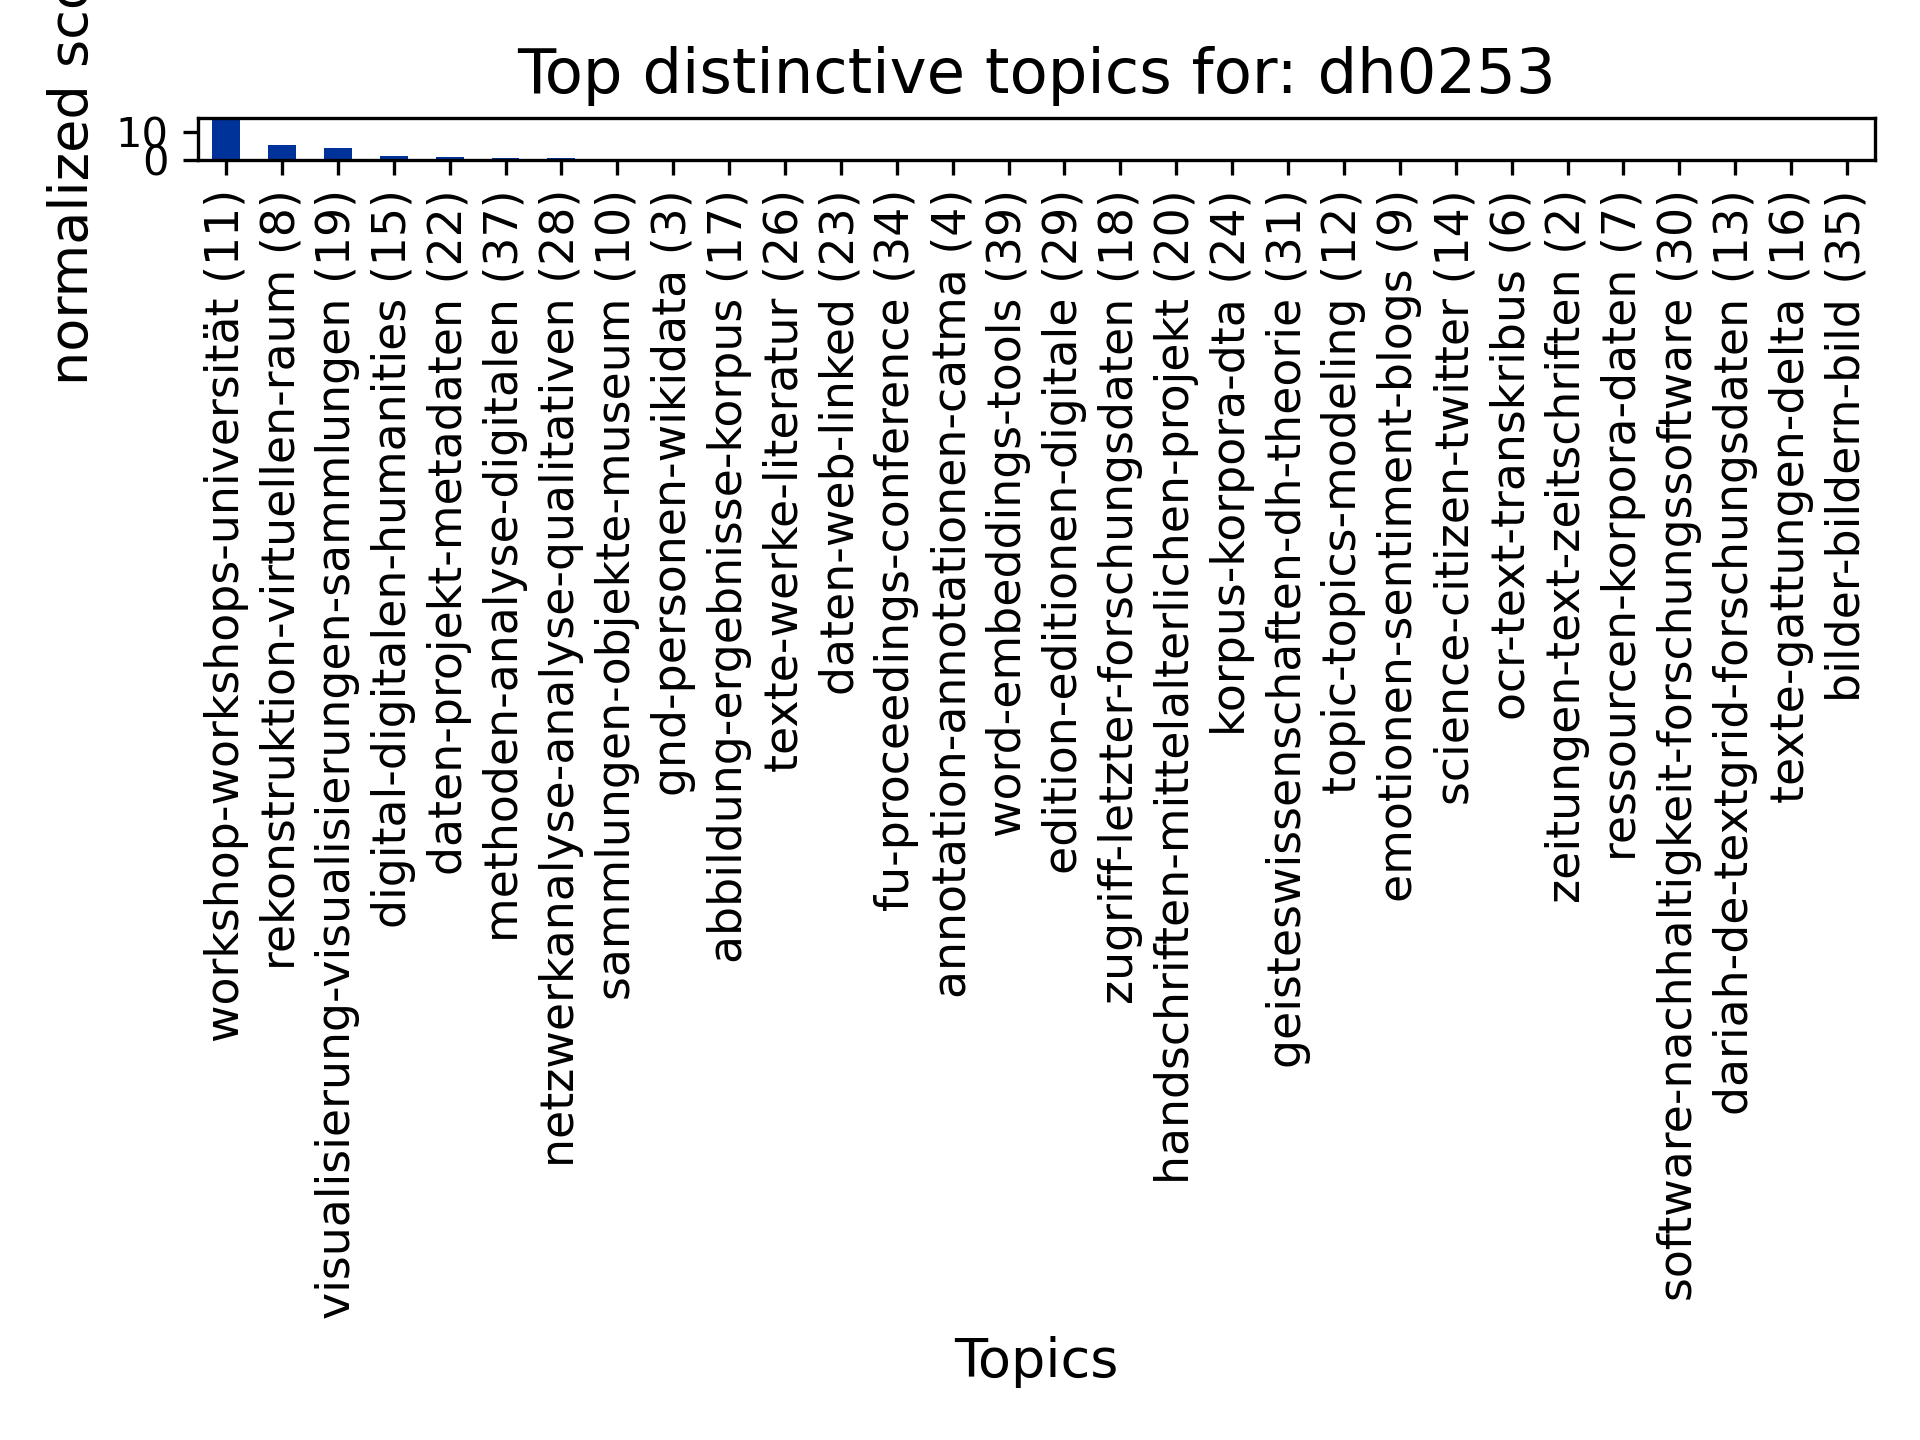 Top distinctive topics for: dh0253
normalized
10
0
workshop-workshops-universität (11)
rekonstruktion-virtuellen-raum (8)
visualisierung-visualisierungen-sammlungen (19)
digital-digitalen-humanities (15)
daten-projekt-metadaten (22)
methoden-analyse-digitalen (37)
netzwerkanalyse-analyse-qualitativen (28)
sammlungen-objekte-museum (10)
gnd-personen-wikidata (3)
abbildung-ergebnisse-korpus (17)
texte-werke-literatur (26)
daten-web-linked (23)
fu-proceedings-conference (34)
annotation-annotationen-catma (4)
word-embeddings-tools (39)
edition-editionen-digitale (29)
zugriff-letzter-forschungsdaten (18)
handschriften-mittelalterlichen-projekt (20)
korpus-korpora-dta (24)
geisteswissenschaften-dh-theorie (31)
topic-topics-modeling (12)
emotionen-sentiment-blogs (9)
science-citizen-twitter (14)
ocr-text-transkribus (6)
zeitungen-text-zeitschriften (2)
ressourcen-korpora-daten (7)
software-nachhaltigkeit-forschungssoftware (30)
dariah-de-textgrid-forschungsdaten (13)
texte-gattungen-delta (16)
bilder-bildern-bild (35)
Topics